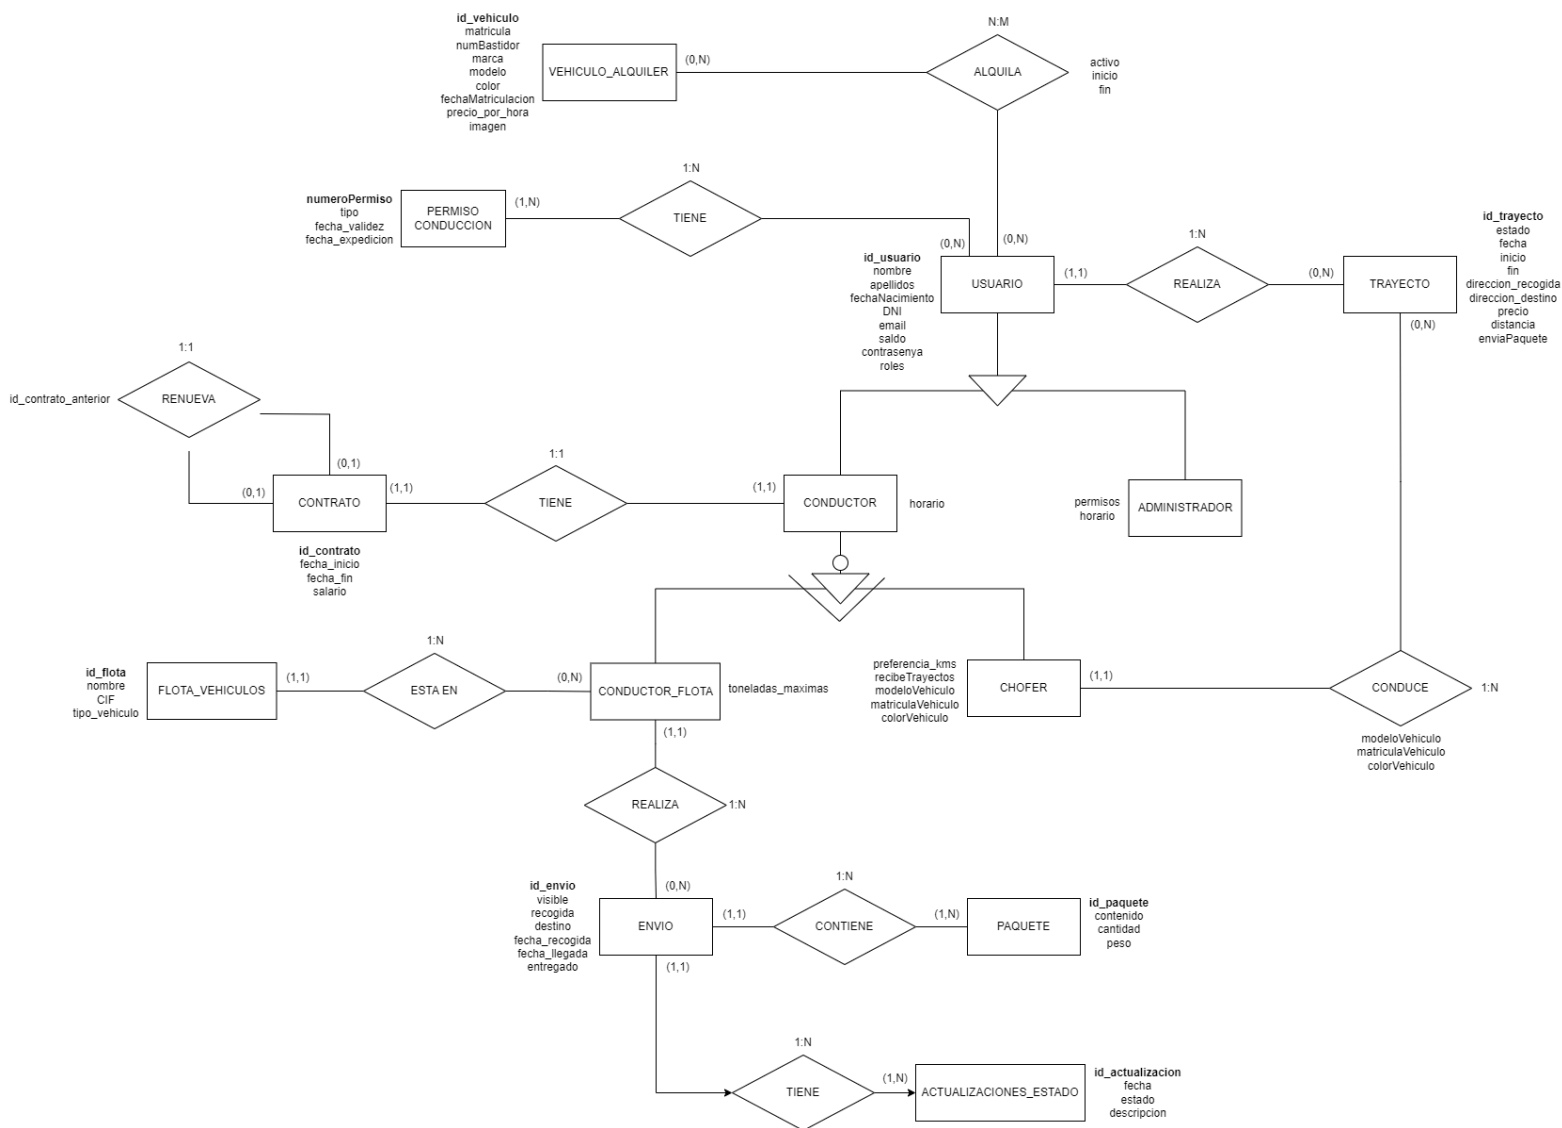 id_vehiculo
matricula
numBastidor
marca
modelo
color
fechaMatriculacion
precio_por_hora
imagen
VEHICULO_ALQUILER
(0,N)
N:M
ALQUILA
activo
inicio
fin
numeroPermiso
tipo
fecha_validez
fecha_expedicion
PERMISO
CONDUCCION
(1,N)
1:N
TIENE
(0,N)
(0,N)
id_usuario
nombre
apellidos
fechaNacimiento
DNI
email
saldo
contrasenya
roles
USUARIO
(1,1)
1:N
REALIZA
(0,N)
TRAYECTO
(0,N)
id_trayecto
estado
fecha
inicio
fin
direccion_recogida
direccion_destino
precio
distancia
enviaPaquete
1:1
id_contrato_anterior
RENUEVA
(0,1)
(0,1)
CONTRATO
(1,1)
id_contrato
fecha_inicio
fecha_fin
salario
1:1
TIENE
(1,1)
CONDUCTOR
horario
permisos
horario
ADMINISTRADOR
id_flota
nombre
CIF
tipo_vehiculo
FLOTA_VEHICULOS
(1,1)
1:N
ESTA EN
(0,N)
CONDUCTOR_FLOTA
toneladas_maximas
(1,1)
preferencia_kms
recibeTrayectos
modeloVehiculo
matriculaVehiculo
colorVehiculo
CHOFER
(1,1)
CONDUCE
1:N
modeloVehiculo
matriculaVehiculo
colorVehiculo
REALIZA
1:N
(0,N)
id_envio
visible
recogida
destino
fecha_recogida
fecha_llegada
entregado
ENVIO
(1,1)
(1,1)
1:N
CONTIENE
(1,N)
PAQUETE
id_paquete
contenido
cantidad
peso
1:N
TIENE
(1,N)
ACTUALIZACIONES_ESTADO
id_actualizacion
fecha
estado
descripcion